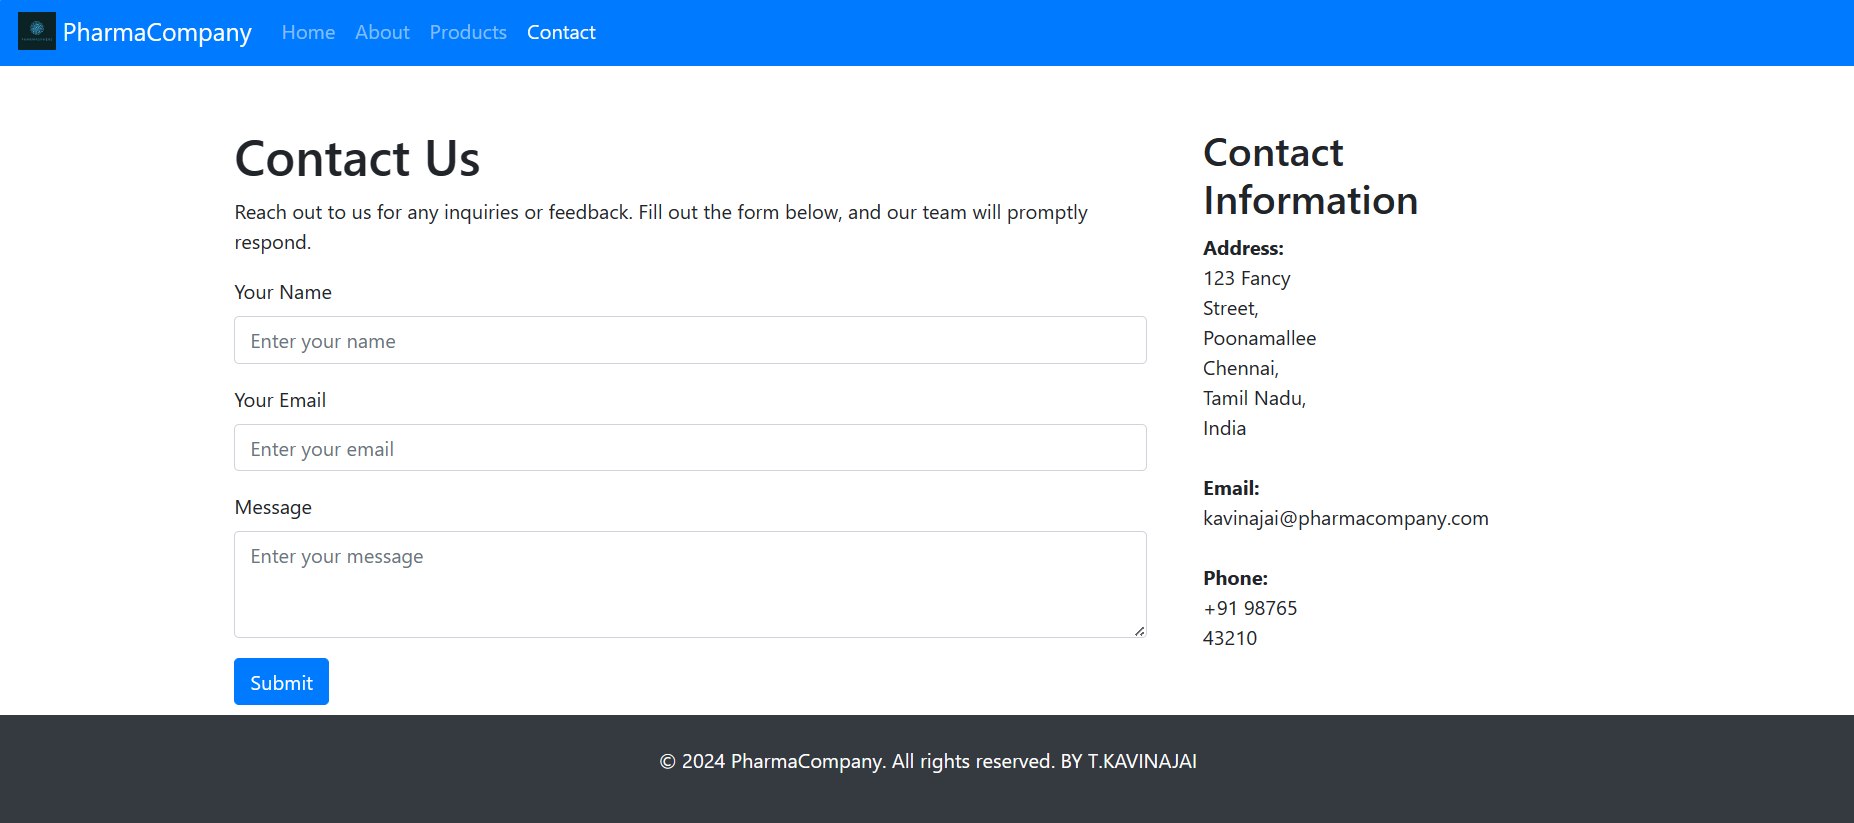 PharmaCompany
Home
About
Products
Contact
Contact Us
Reach out to us for any inquiries or feedback. Fill out the form below, and our team will promptly
respond.
Your Name
Enter your name
Your Email
Enter your email
Message
Enter your message
Submit
Contact
Information
Address:
123 Fancy
Street,
Poonamallee
Chennai,
Tamil Nadu,
India
Email:
kavinajai@pharmacompany.com
Phone:
+91 98765
43210
© 2024 PharmaCompany. All rights reserved. BY T.KAVINAJAI